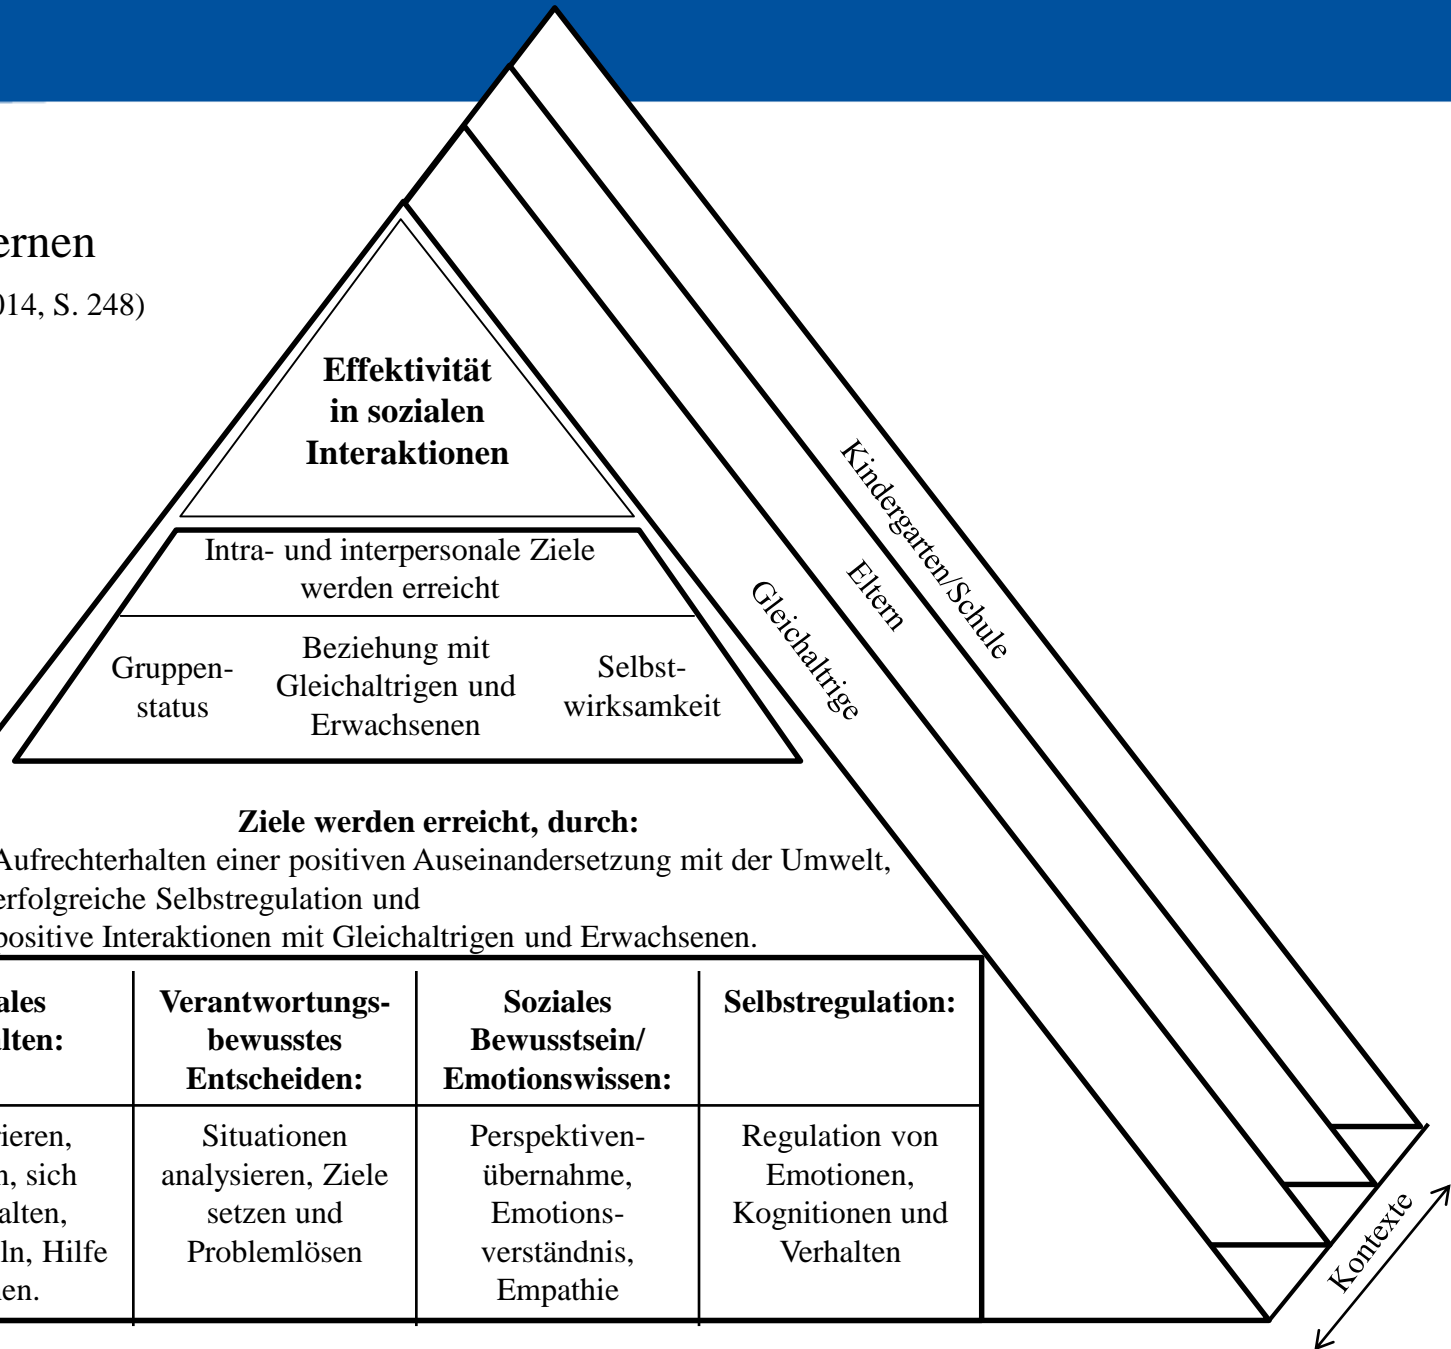 ernen
014, S. 248)
Effektivität
in sozialen
Interaktionen
Intra- und interpersonale Ziele
werden erreicht
Gruppen-
status
Beziehung mit
Gleichaltrigen und
Erwachsenen
Selbst-
wirksamkeit
Gleichaltrige
Eltern
Kindergarten/Schule
Ziele werden erreicht, durch:
Aufrechterhalten einer positiven Auseinandersetzung mit der Umwelt,
erfolgreiche Selbstregulation und
positive Interaktionen mit Gleichaltrigen und Erwachsenen.
ales
lten:
Verantwortungs-
bewusstes
Entscheiden:
Soziales
Bewusstsein/
Emotionswissen:
Selbstregulation:
rieren,
n, sich
alten,
ln, Hilfe
en.
Situationen
analysieren, Ziele
setzen und
Problemlösen
Perspektiven-
übernahme,
Emotions-
verständnis,
Empathie
Regulation von
Emotionen,
Kognitionen und
Verhalten
Kontexte